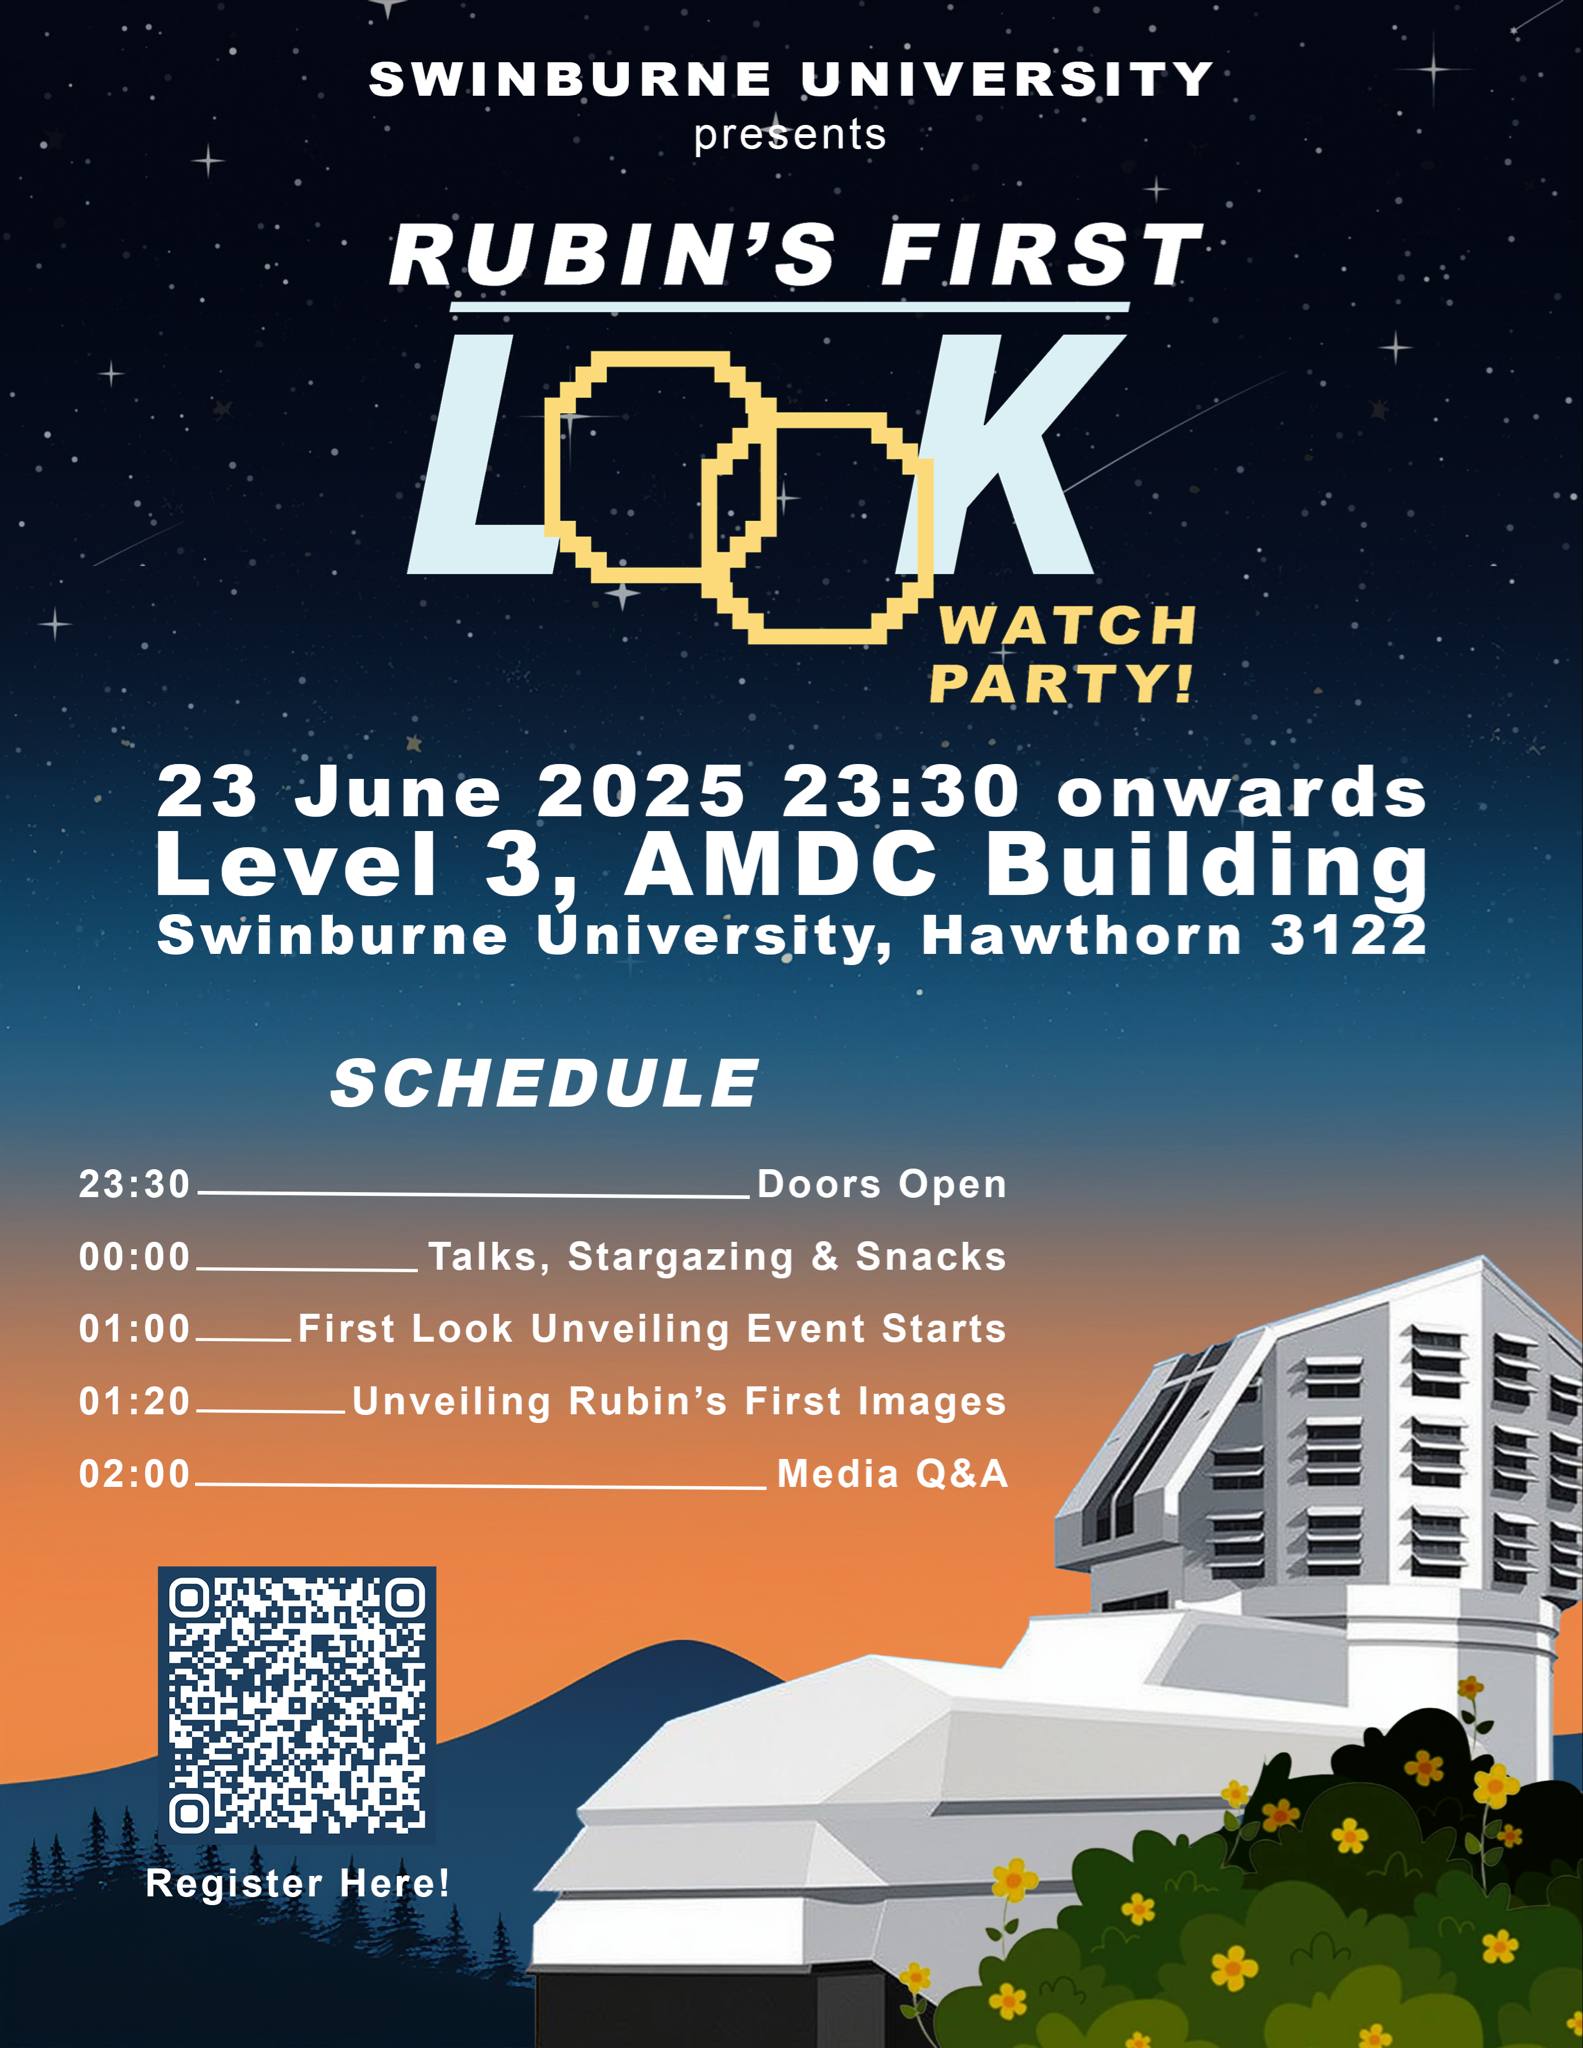 SWINBURNE UNIVERSITY
presents
RUBIN’S FIRST
LOOK
WATCH
PARTY!
23 June 2025 23:30 onwards
Level 3, AMDC Building
Swinburne University, Hawthorn 3122
SCHEDULE
23:30 Doors Open
00:00 Talks, Stargazing & Snacks
01:00 First Look Unveiling Event Starts
01:20 Unveiling Rubin’s First Images
02:00 Media Q&A
Register Here!